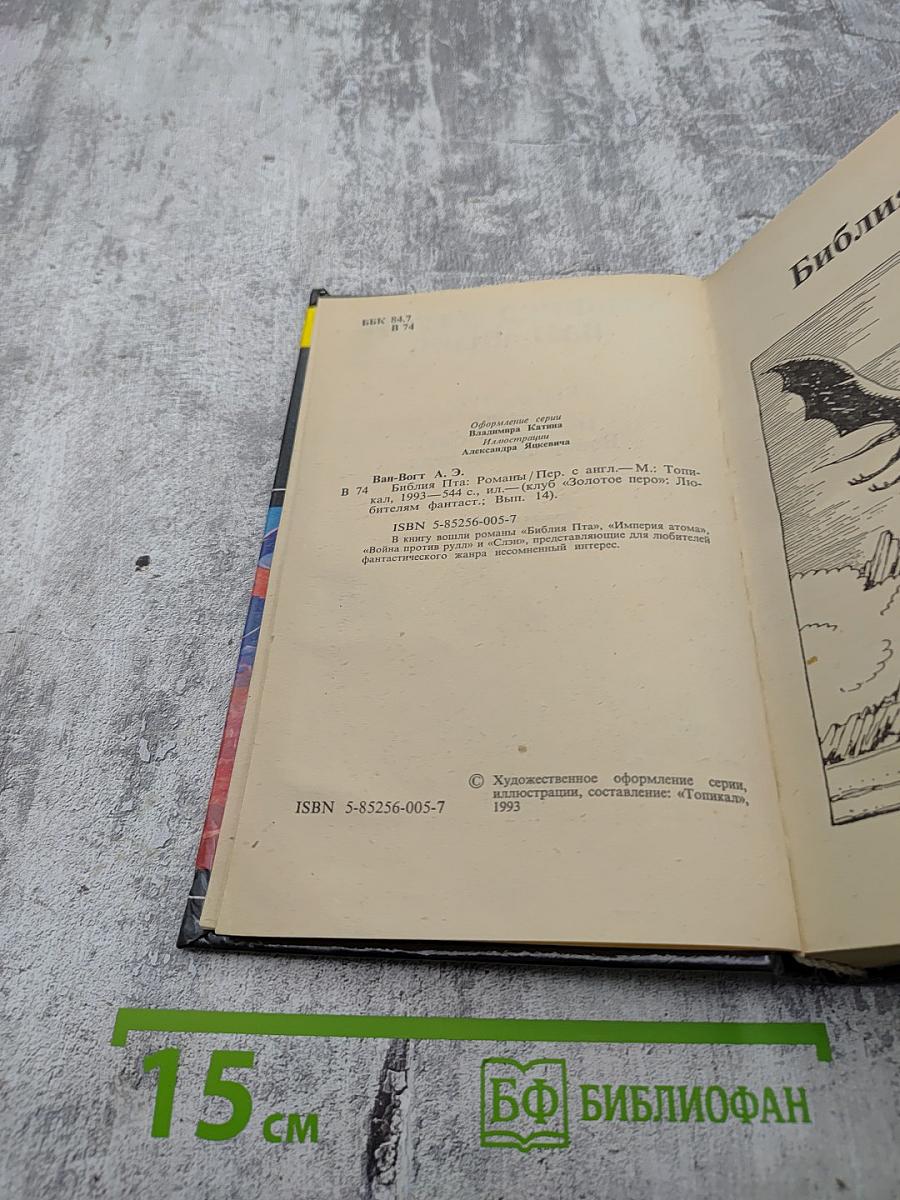 ББК 84.7
В 74
Оформление серии
Владимира Катина
Иллюстрации
Александра Яцкевича
Ван-Вогт А. Э.
В 74 Библия Пта: Романы/Пер. с англ.—М.: Топи-
кал, 1993—544 с., ил.—(клуб «Золотое перо»: Лю-
бителям фантаст.; Вып. 14).
ISBN 5-85256-005-7
В книгу вошли романы «Библия Пта», «Империя атома»,
«Война против рулл» и «Слэн», представляющие для любителей
фантастического жанра несомненный интерес.
ISBN 5-85256-005-7
© Художественное оформление серии,
иллюстрации, составление: «Топикал»,
1993
Библия
15 см
БФ БИБЛИОФАН